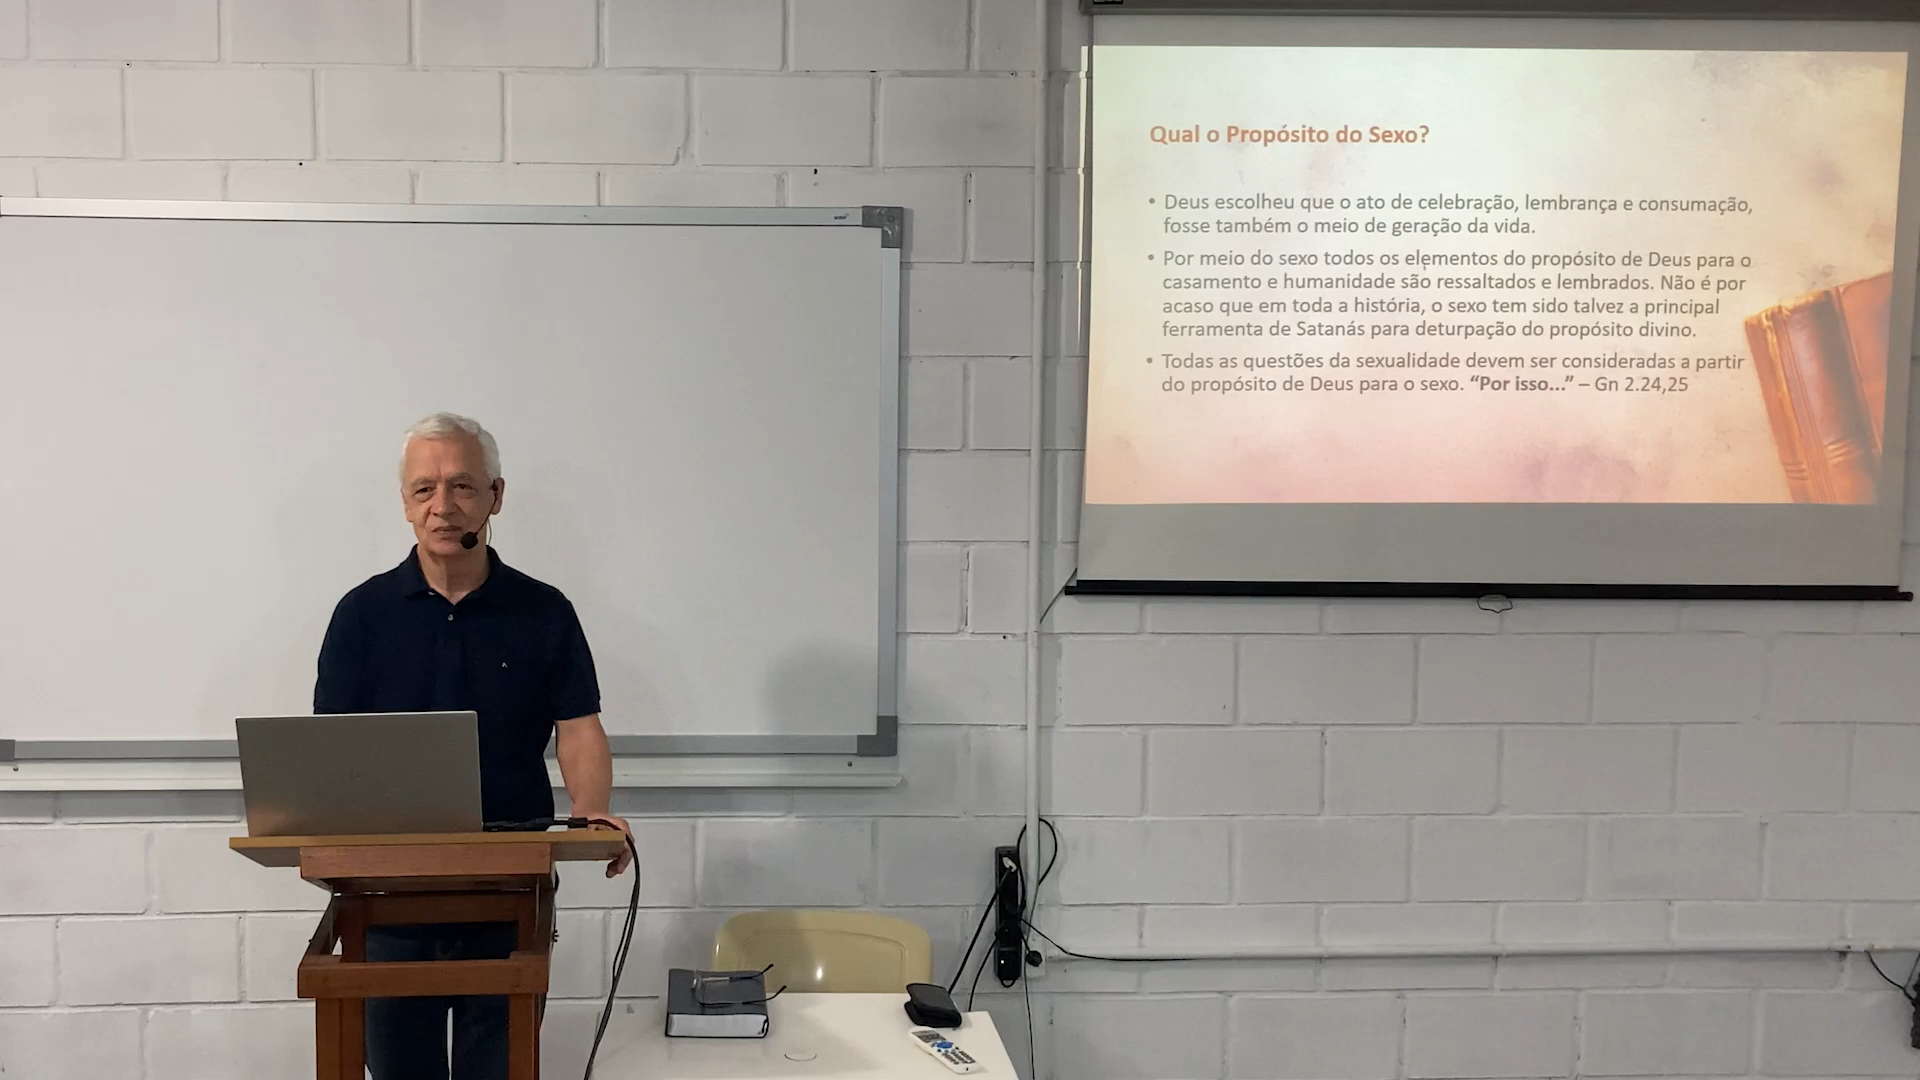 Qual o Propósito do Sexo?
• Deus escolheu que o ato de celebração, lembrança e consumação,
fosse também o meio de geração da vida.
• Por meio do sexo todos os elementos do propósito de Deus para o
casamento e humanidade são ressaltados e lembrados. Não é por
acaso que em toda a história, o sexo tem sido talvez a principal
ferramenta de Satanás para deturpação do propósito divino.
• Todas as questões da sexualidade devem ser consideradas a partir
do propósito de Deus para o sexo. “Por isso...” – Gn 2.24,25